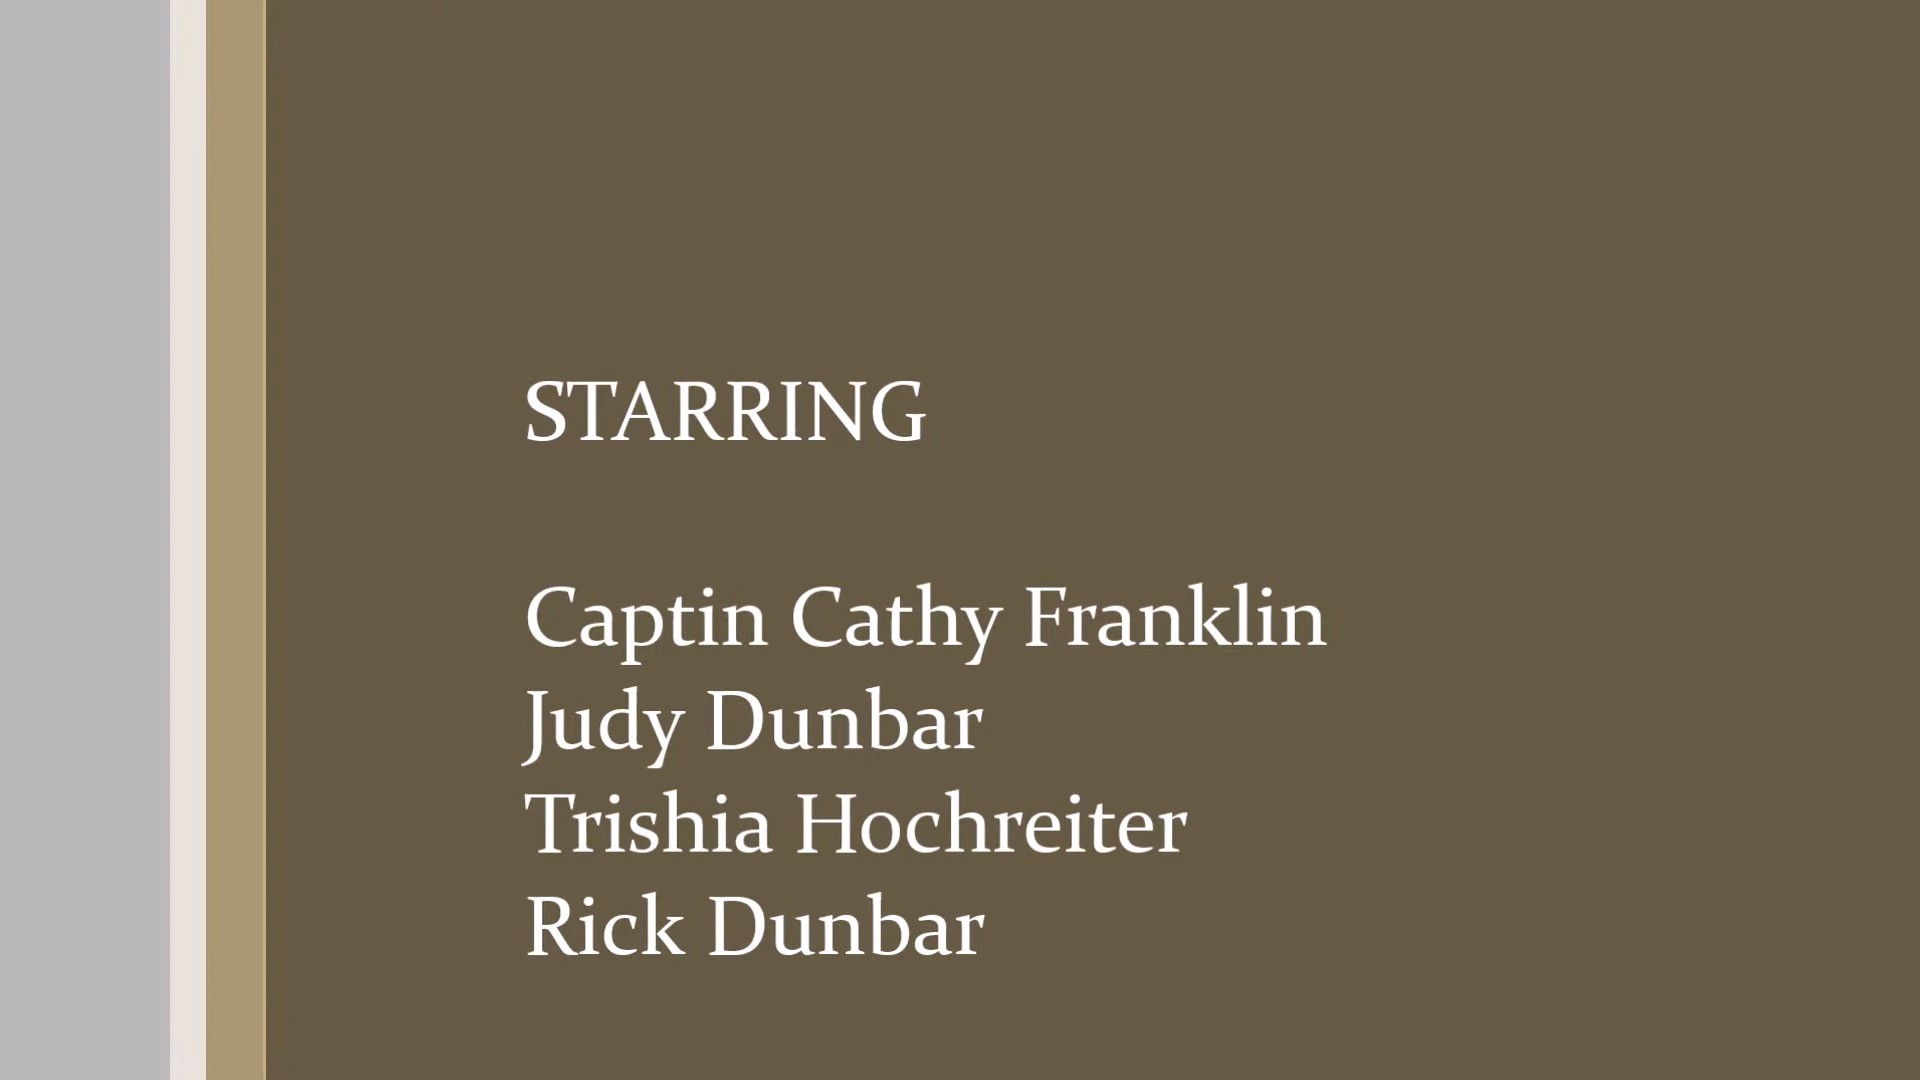 STARRING
Captin Cathy Franklin
Judy Dunbar
Trishia Hochreiter
Rick Dunbar